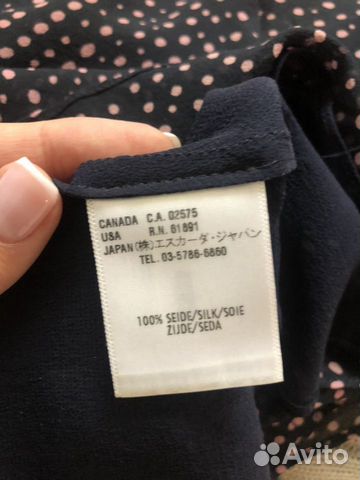 CANADA C.A. 02575
USA R.N. 61891
JAPAN(株)エスカーダ・ジャパン
TEL. 03-5786-6860
100% SEIDE/SILK/SOIE
ZIJDE/SEDA
Avito